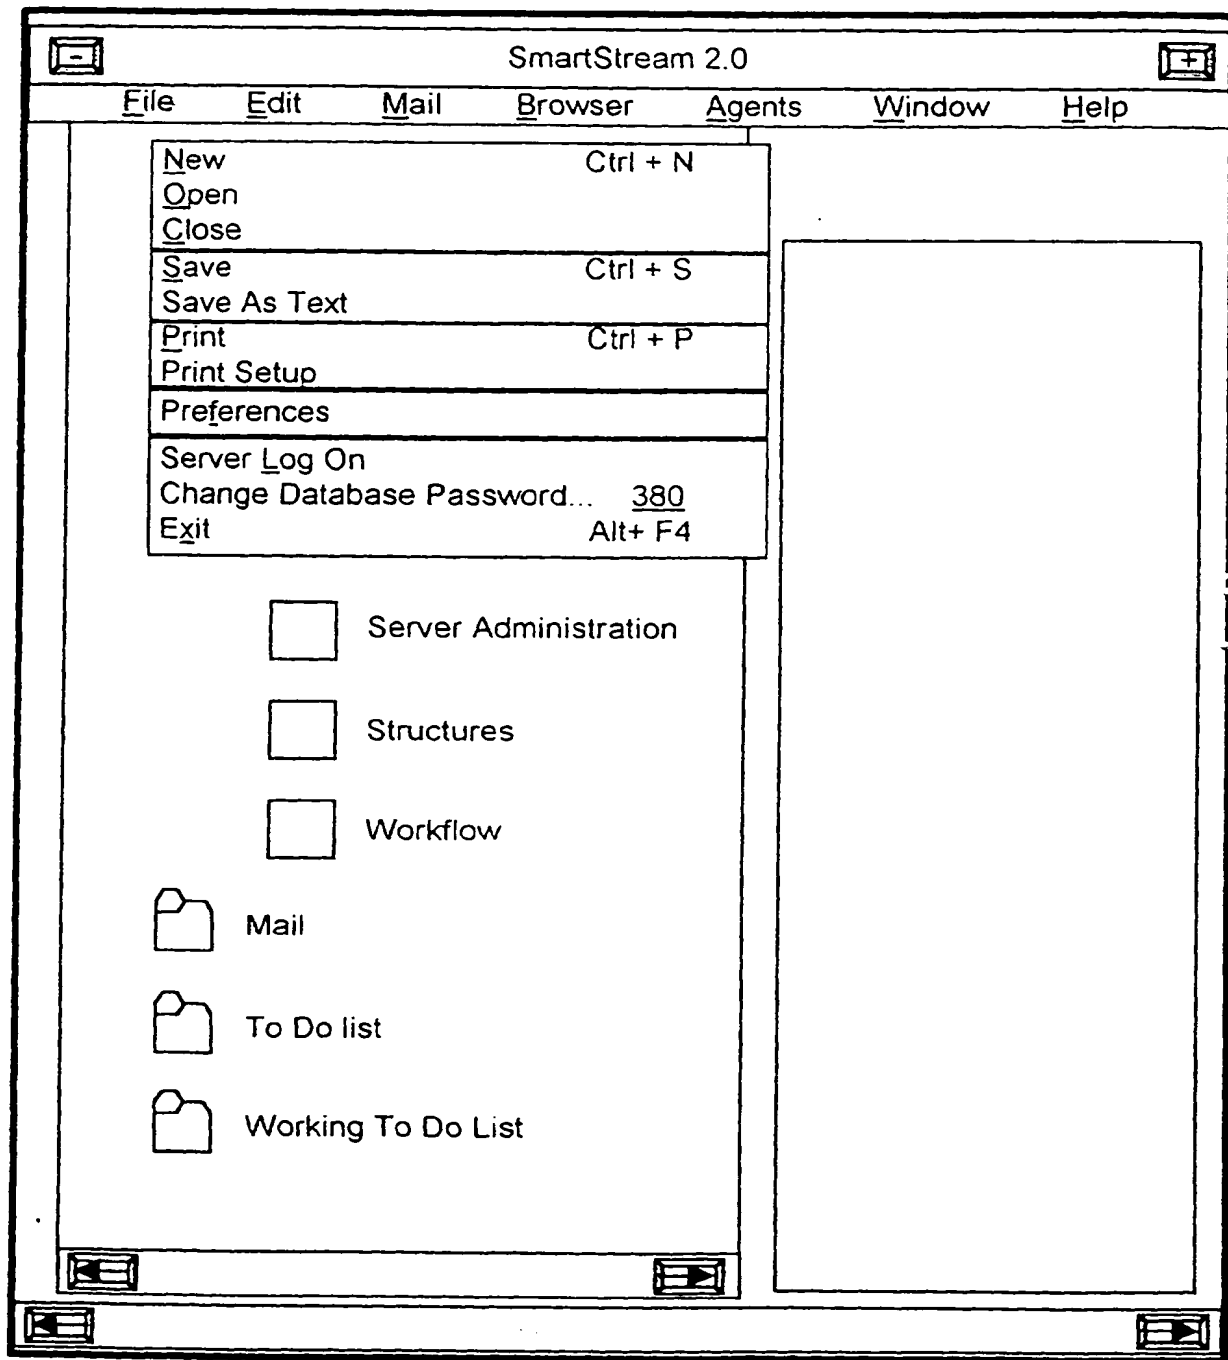 SmartStream 2.0
File Edit Mail Browser Agents Window Help
New Ctrl + N
Open
Close
Save Ctrl + S
Save As Text
Print Ctrl + P
Print Setup
Preferences
Server Log On
Change Database Password... 380
Exit Alt+ F4
Server Administration
Structures
Workflow
Mail
To Do list
Working To Do List